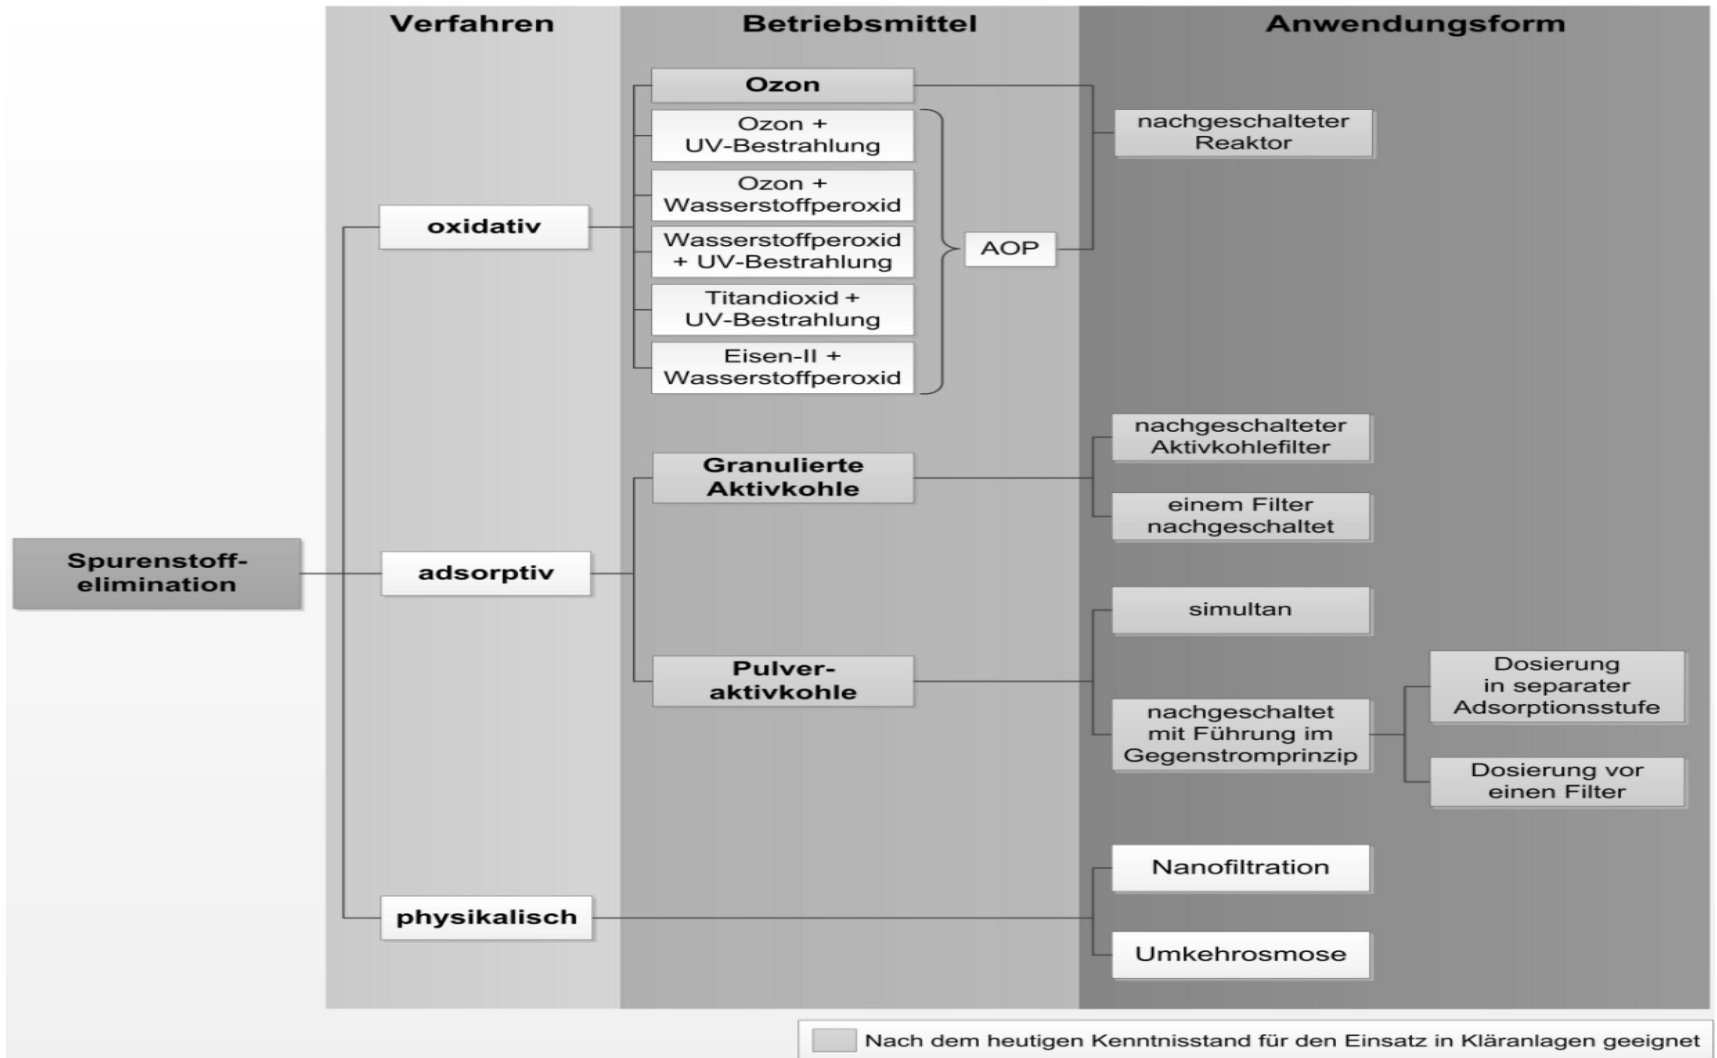 Verfahren
Betriebsmittel
Anwendungsform
Ozon
Ozon +
UV-Bestrahlung
Ozon +
Wasserstoffperoxid
Wasserstoffperoxid
+ UV-Bestrahlung
Titandioxid +
UV-Bestrahlung
Eisen-II +
Wasserstoffperoxid
AOP
nachgeschalteter
Reaktor
oxidativ
nachgeschalteter
Aktivkohlefilter
Granulierte
Aktivkohle
einem Filter
nachgeschaltet
Spurenstoff-
elimination
adsorptiv
simultan
Pulver-
aktivkohle
nachgeschaltet
mit Führung im
Gegenstromprinzip
Dosierung
in separater
Adsorptionsstufe
Dosierung vor
einen Filter
physikalisch
Nanofiltration
Umkehrosmose
Nach dem heutigen Kenntnisstand für den Einsatz in Kläranlagen geeignet